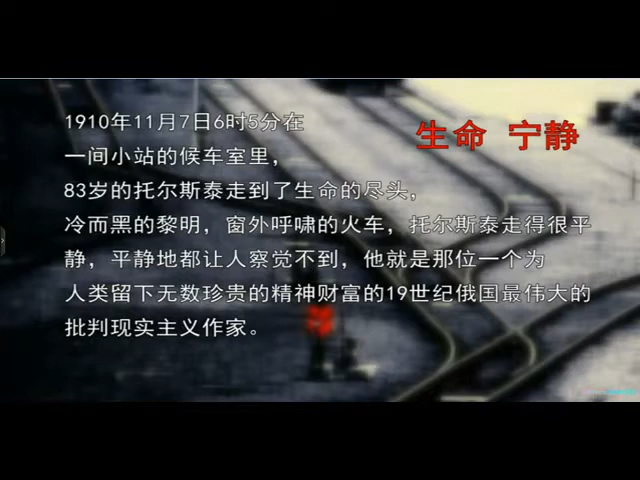 生命 宁静
1910年11月7日6时5分在
一间小站的候车室里，
83岁的托尔斯泰走到了生命的尽头，
冷而黑的黎明，窗外呼啸的火车，托尔斯泰走得很平
静，平静地都让人察觉不到，他就是那位一个为
人类留下无数珍贵的精神财富的19世纪俄国最伟大的
批判现实主义作家。